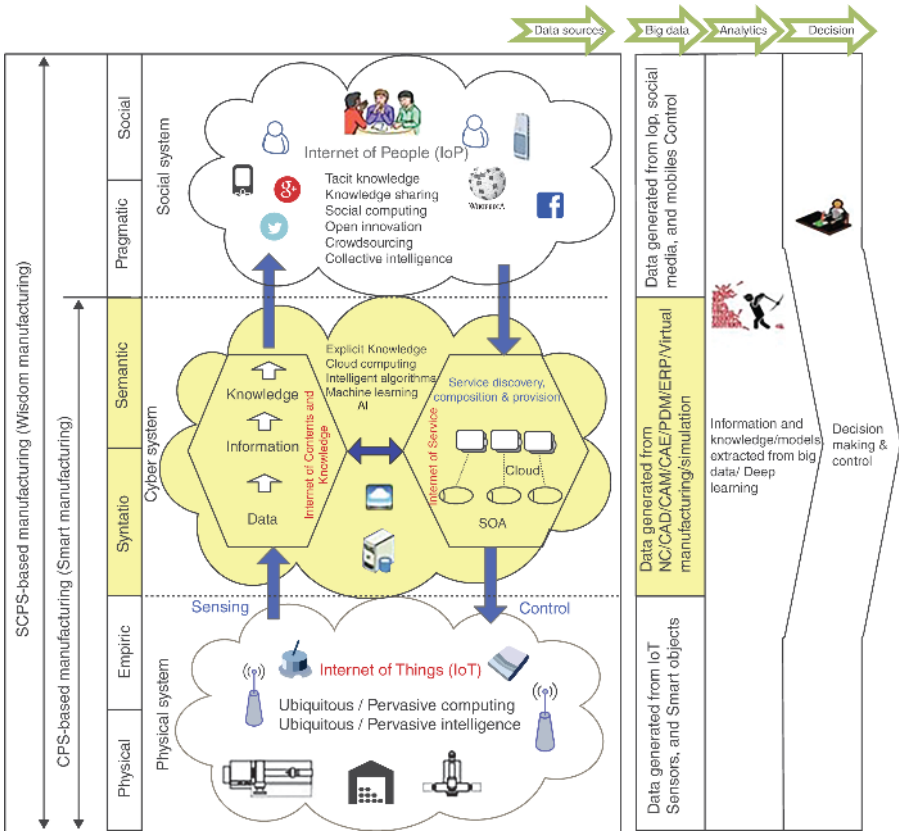 Data sources
Big data
Analytics
Decision
SCPS-based manufacturing (Wisdom manufacturing)
CPS-based manufacturing (Smart manufacturing)
Social
Pragmatic
Semantic
Syntatio
Empiric
Physical
Social system
Cyber system
Physical system
Internet of People (IoP)
Tacit knowledge
Knowledge sharing
Social computing
Open innovation
Crowdsourcing
Collective intelligence
g+
WIKIPEDIA
f
Explicit Knowledge
Cloud computing
Intelligent algorithms
Machine learning
AI
Knowledge
Information
Data
Internet of Contents and
Knowledge
Internet of Service
Service discovery,
composition & provision
Cloud
SOA
Sensing
Control
Internet of Things (IoT)
Ubiquitous / Pervasive computing
Ubiquitous / Pervasive intelligence
Data generated from Iop, social
media, and mobiles Control
Data generated from
NC/CAD/CAM/CAE/PDM/ERP/Virtual
manufacturing/simulation
Data generated from IoT
Sensors, and Smart objects
Information and
knowledge/models
extracted from big
data/ Deep
learning
Decision
making &
control